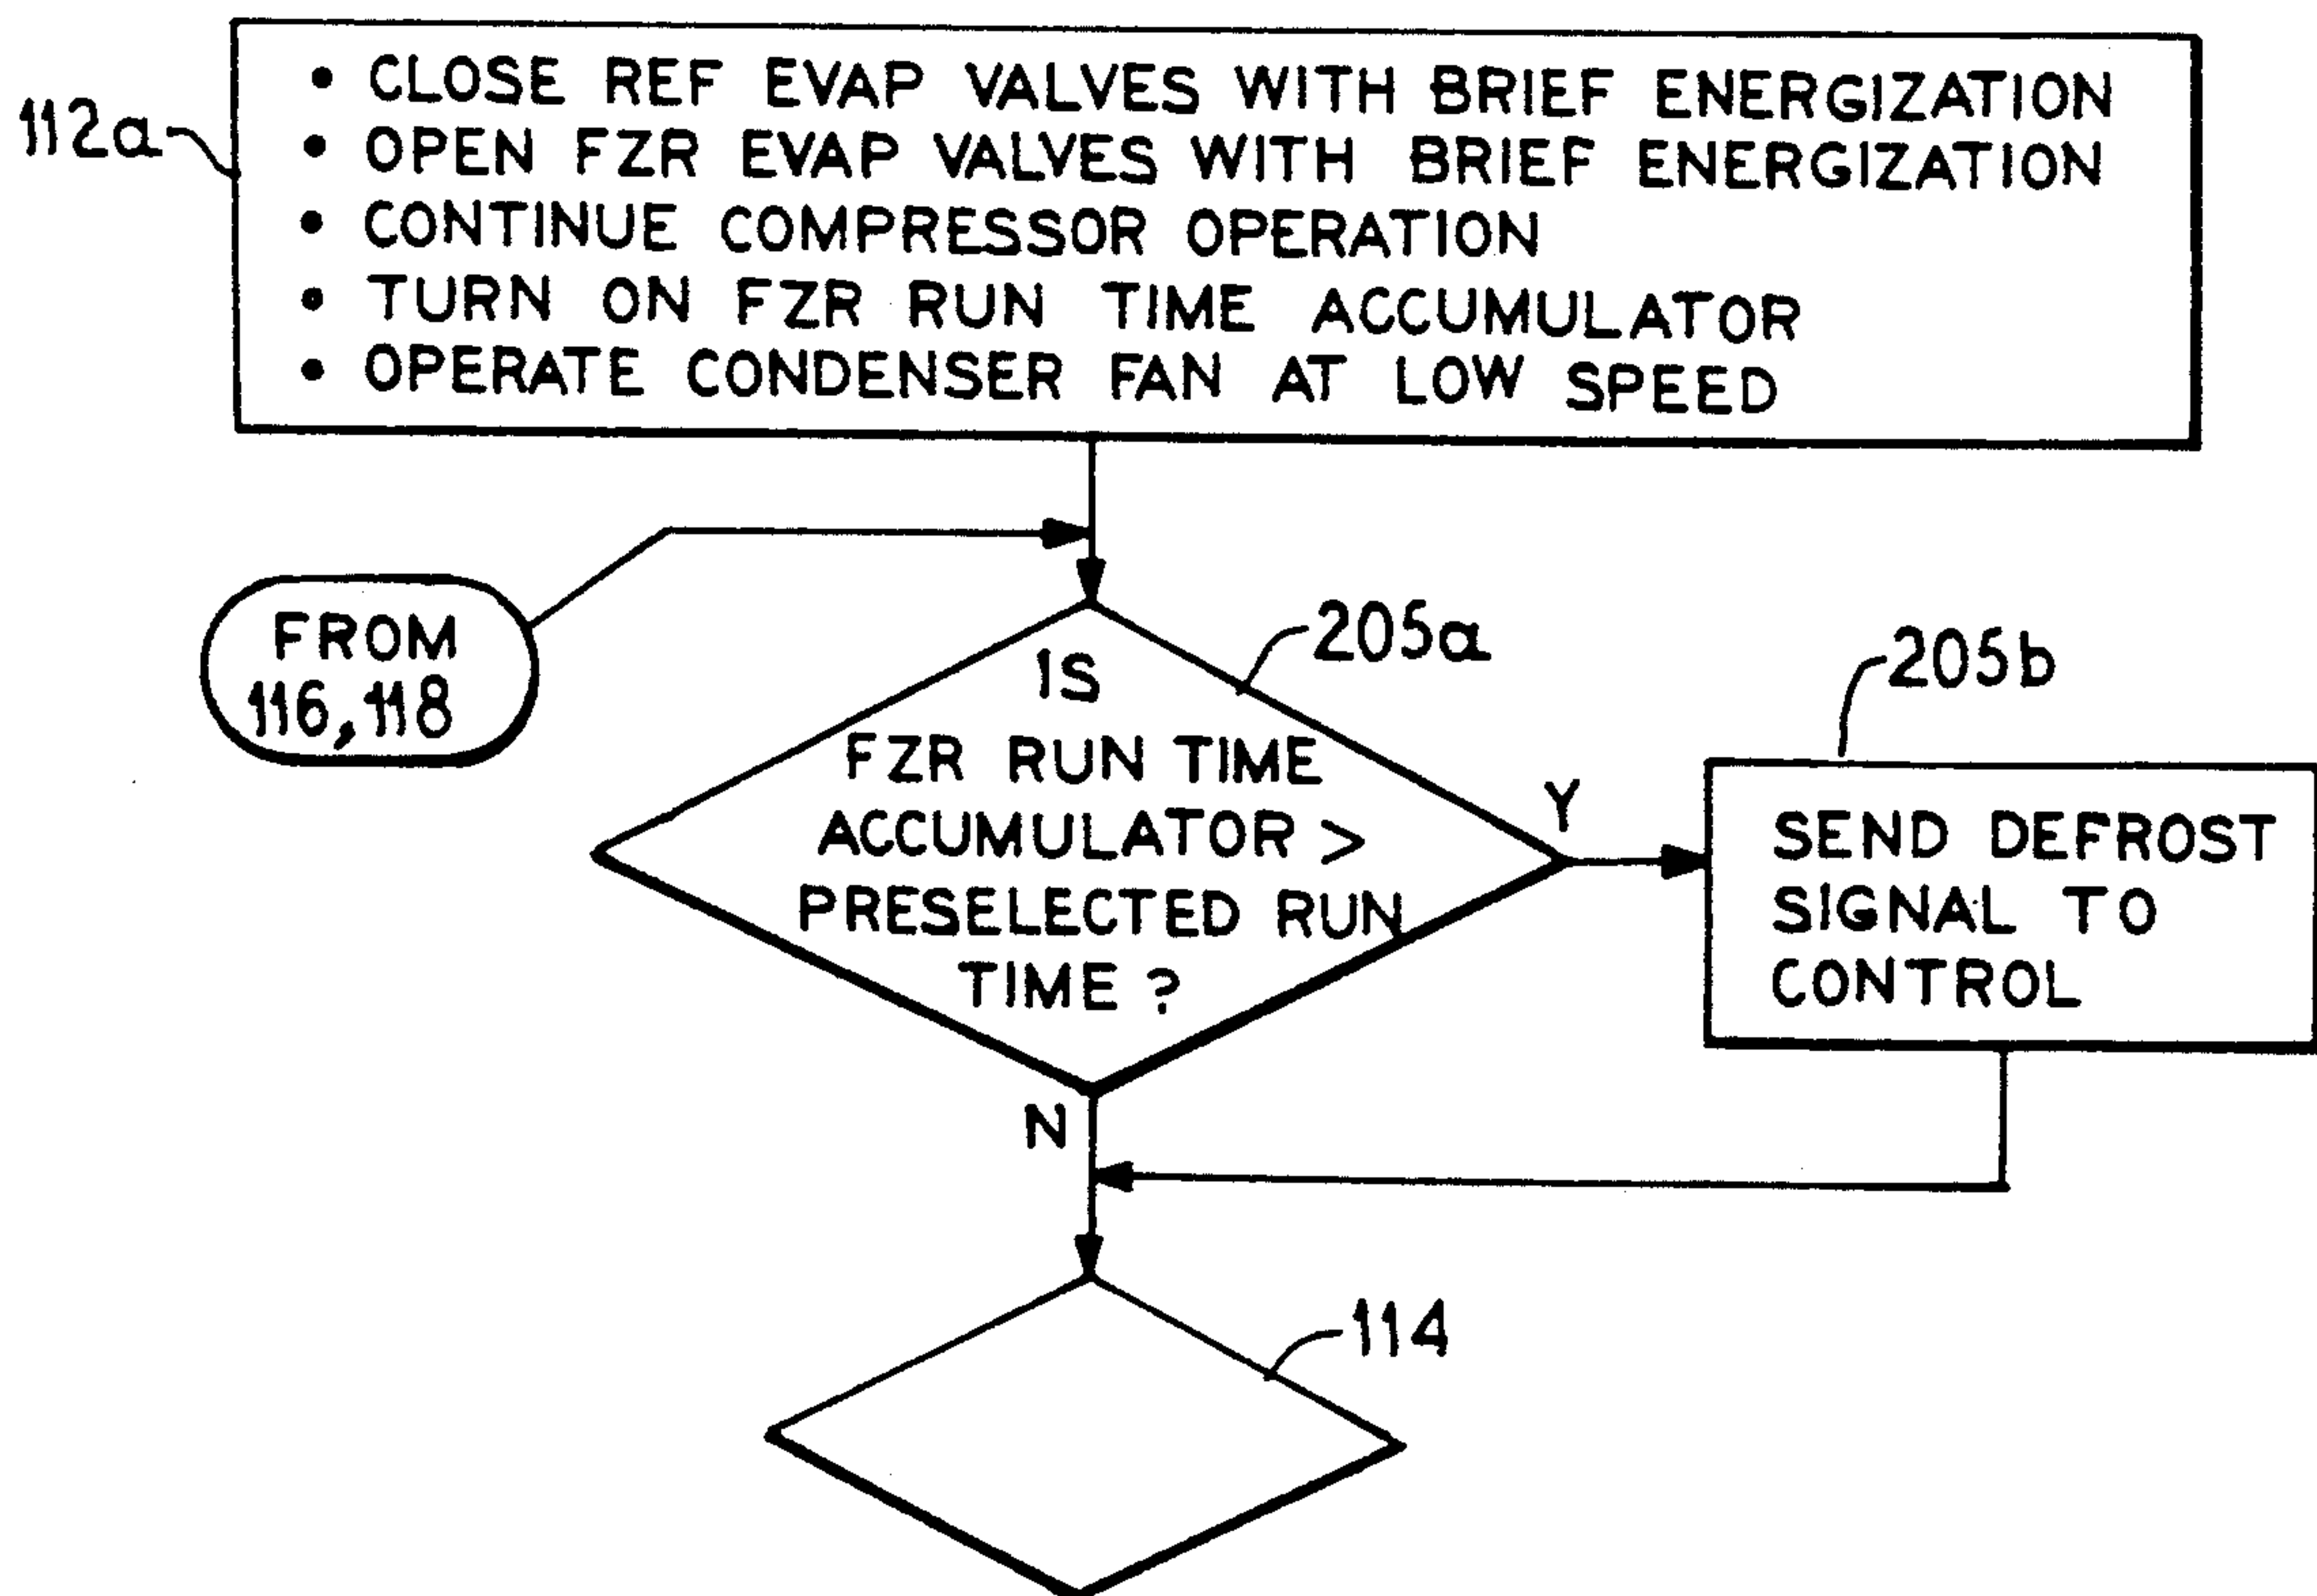 112a
• CLOSE REF EVAP VALVES WITH BRIEF ENERGIZATION
• OPEN FZR EVAP VALVES WITH BRIEF ENERGIZATION
• CONTINUE COMPRESSOR OPERATION
• TURN ON FZR RUN TIME ACCUMULATOR
• OPERATE CONDENSER FAN AT LOW SPEED
FROM
116,118
205a
IS
FZR RUN TIME
ACCUMULATOR >
PRESELECTED RUN
TIME ?
Y
205b
SEND DEFROST
SIGNAL TO
CONTROL
N
114